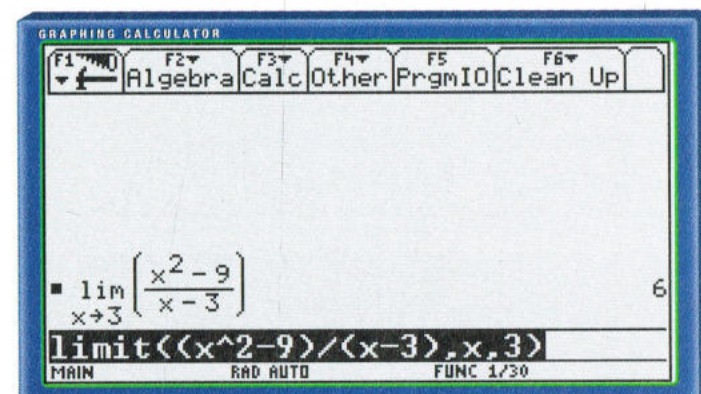 GRAPHING CALCULATOR
F1 F2 F3 F4 F5 F6
Algebra Calc Other PrgmIO Clean Up
lim x→3 (x² - 9 / x - 3) 6
limit((x^2-9)/(x-3),x,3)
MAIN RAD AUTO FUNC 1/30